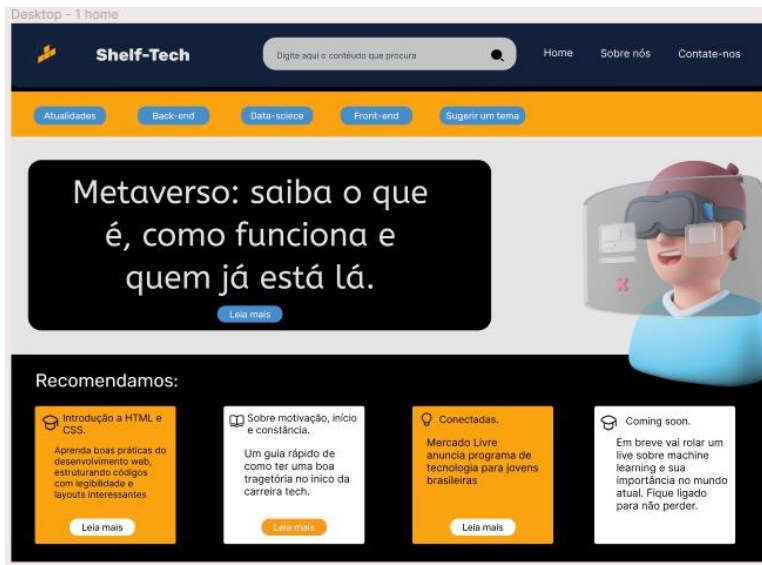 Desktop - 1 home
Shelf-Tech
Digite aqui o contéudo que procura
Home
Sobre nós
Contate-nos
Atualidades
Back-end
Data-sciece
Front-end
Sugerir um tema
Metaverso: saiba o que
é, como funciona e
quem já está lá.
Leia mais
Recomendamos:
Introdução a HTML e
CSS.
Aprenda boas práticas do
desenvolvimento web,
estruturando códigos
com legibilidade e
layouts interessantes
Leia mais
Sobre motivação, início
e constância.
Um guia rápido de
como ter uma boa
tragetória no inico da
carreira tech.
Leia mais
Conectadas.
Mercado Livre
anuncia programa de
tecnologia para jovens
brasileiras
Leia mais
Coming soon.
Em breve vai rolar um
live sobre machine
learning e sua
importância no mundo
atual. Fique ligado
para não perder.